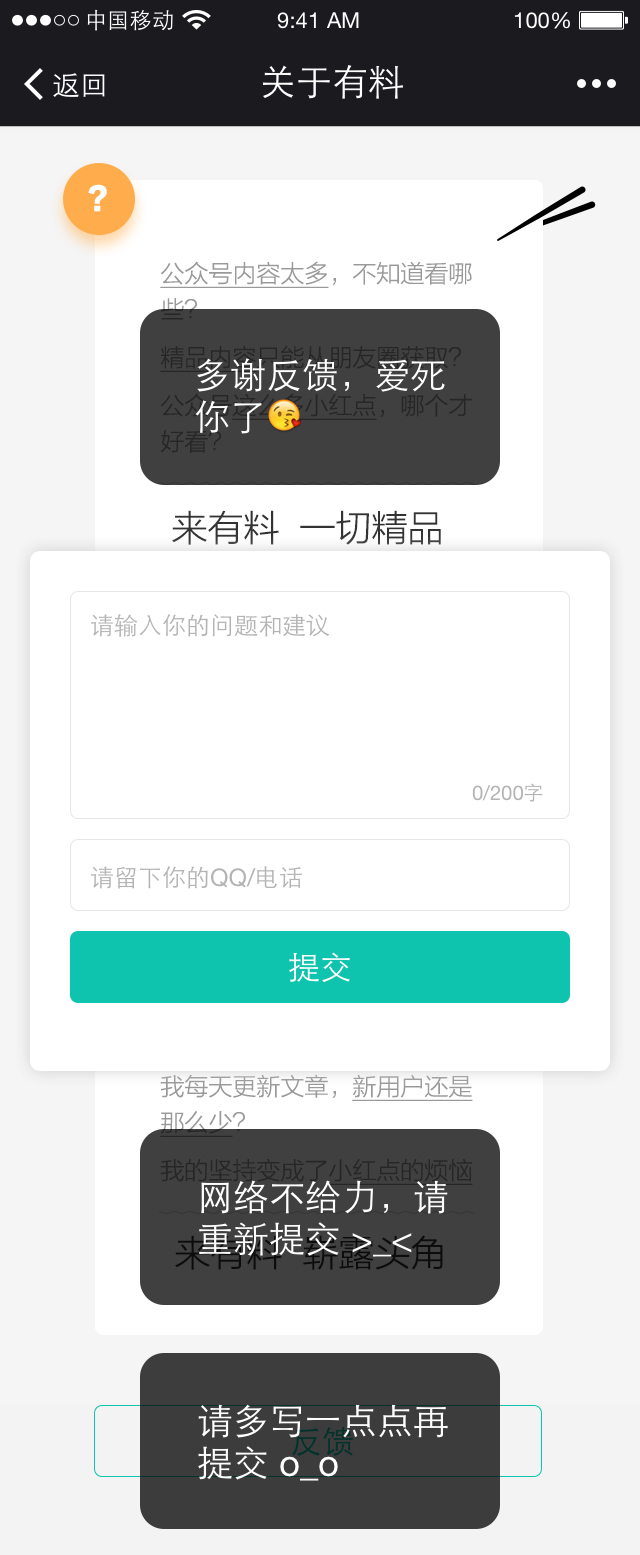 中国移动 9:41 AM 100%
返回 关于有料
?
公众号内容太多，不知道看哪
些?
精品内容只能从朋友圈获取?
公众号这么多小红点，哪个才
好看?
多谢反馈，爱死
你了😘
来有料 一切精品
请输入你的问题和建议
0/200字
请留下你的QQ/电话
提交
我每天更新文章，新用户还是
那么少?
我的坚持变成了小红点的烦恼
网络不给力，请
重新提交 >_<
来有料 崭露头角
请多写一点点再
提交 o_o
反馈